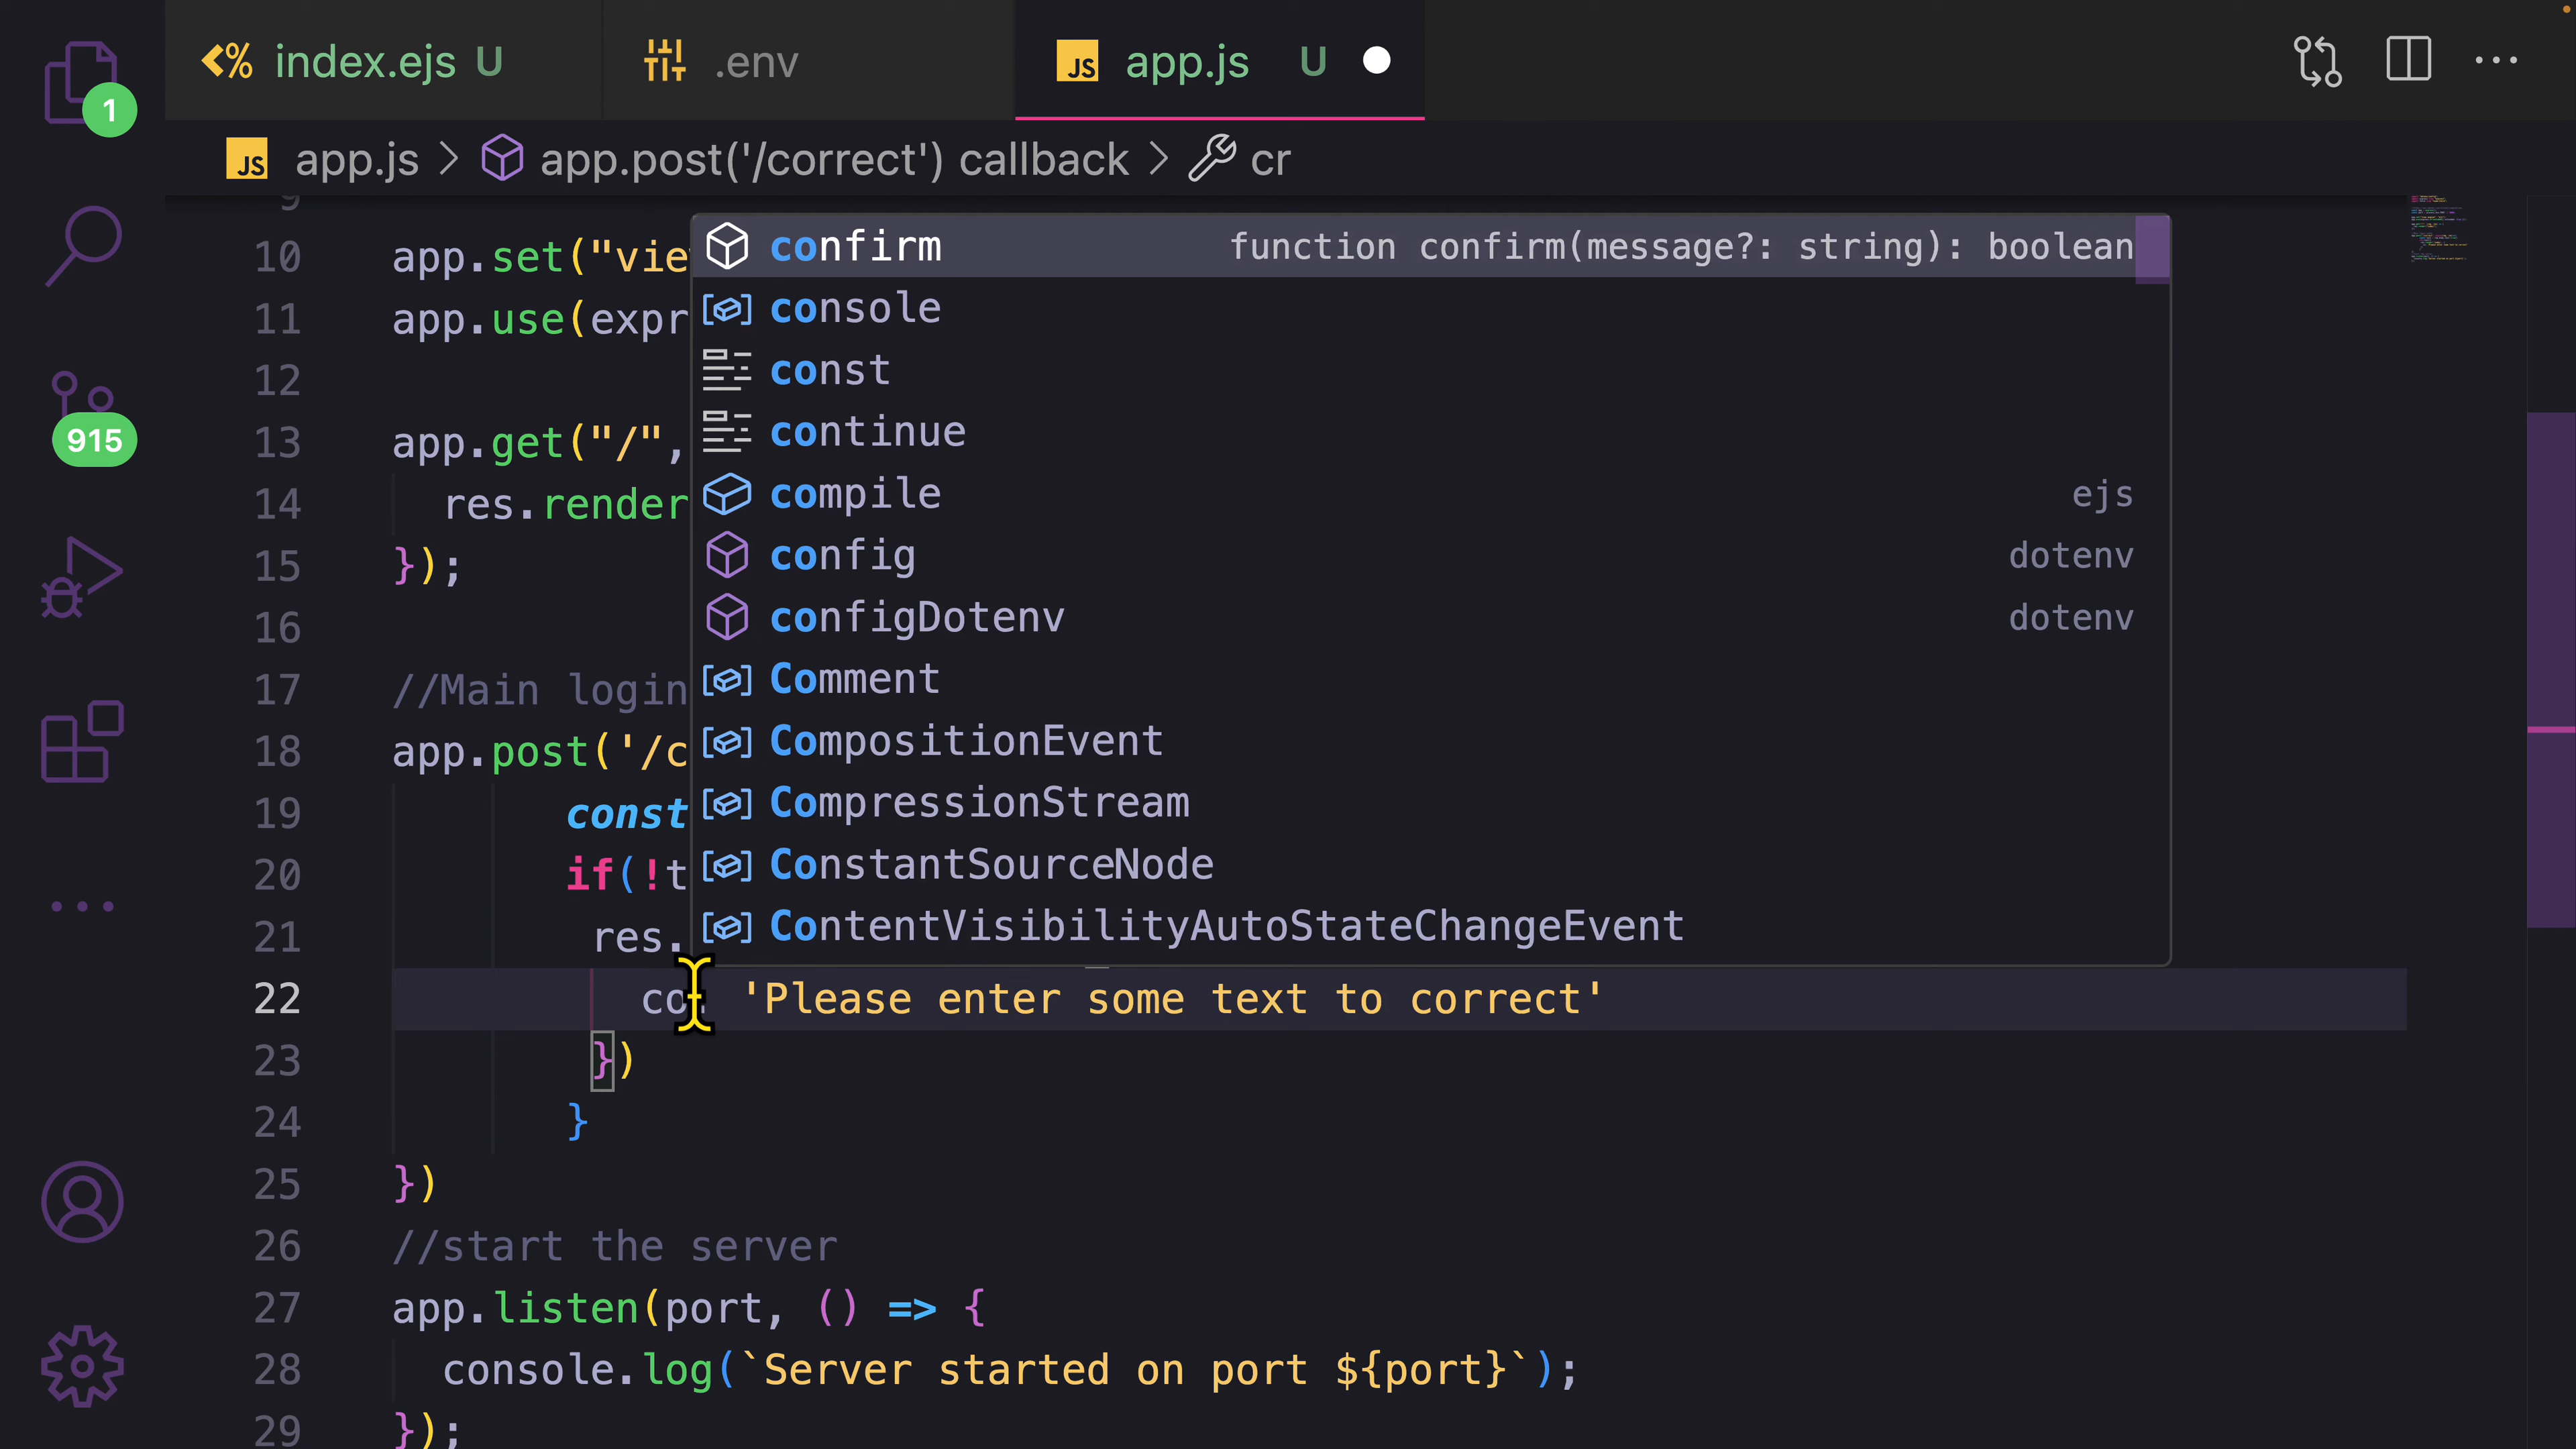 index.ejs U
.env
JS app.js U
JS app.js > app.post('/correct') callback > cr
1
915
9
10 app.set("vie
11 app.use(expr
12
13 app.get("/",
14 res.render
15 });
16
17 //Main login
18 app.post('/c
19 const
20 if(!t
21 res.
22 co: 'Please enter some text to correct'
23 })
24 }
25 })
26 //start the server
27 app.listen(port, () => {
28 console.log(`Server started on port ${port}`);
29 });
confirm function confirm(message?: string): boolean
console
const
continue
compile ejs
config dotenv
configDotenv dotenv
Comment
CompositionEvent
CompressionStream
ConstantSourceNode
ContentVisibilityAutoStateChangeEvent